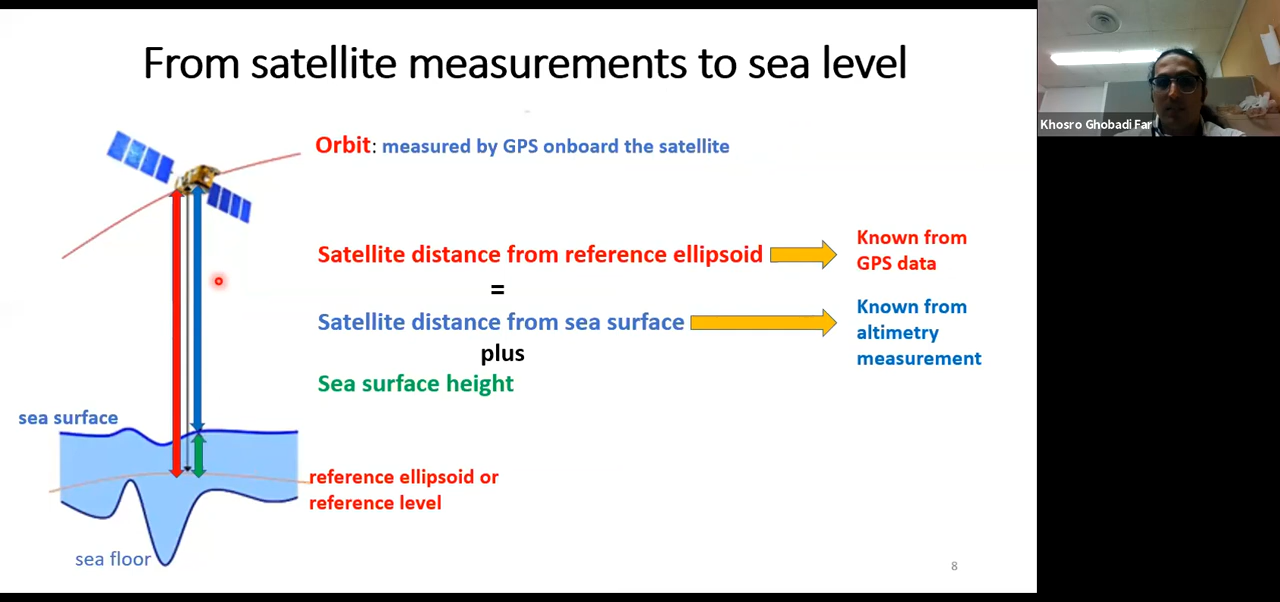 From satellite measurements to sea level
Khosro Ghobadi Far
Orbit: measured by GPS onboard the satellite
Satellite distance from reference ellipsoid
Known from
GPS data
=
Satellite distance from sea surface
Known from
altimetry
measurement
plus
Sea surface height
sea surface
reference ellipsoid or
reference level
sea floor
8